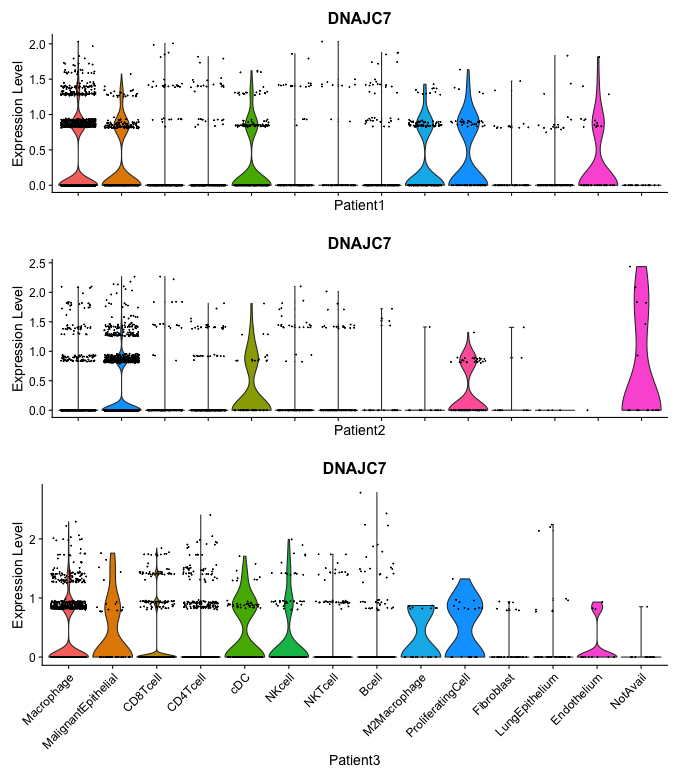 DNAJC7
Expression Level
2.0
1.5
1.0
0.5
0.0
Patient1
DNAJC7
Expression Level
2.5
2.0
1.5
1.0
0.5
0.0
Patient2
DNAJC7
Expression Level
2
1
0
Macrophage
MalignantEpithelial
CD8Tcell
CD4Tcell
cDC
NKcell
NKTcell
Bcell
M2Macrophage
ProliferatingCell
Fibroblast
LungEpithelium
Endothelium
NotAvail
Patient3